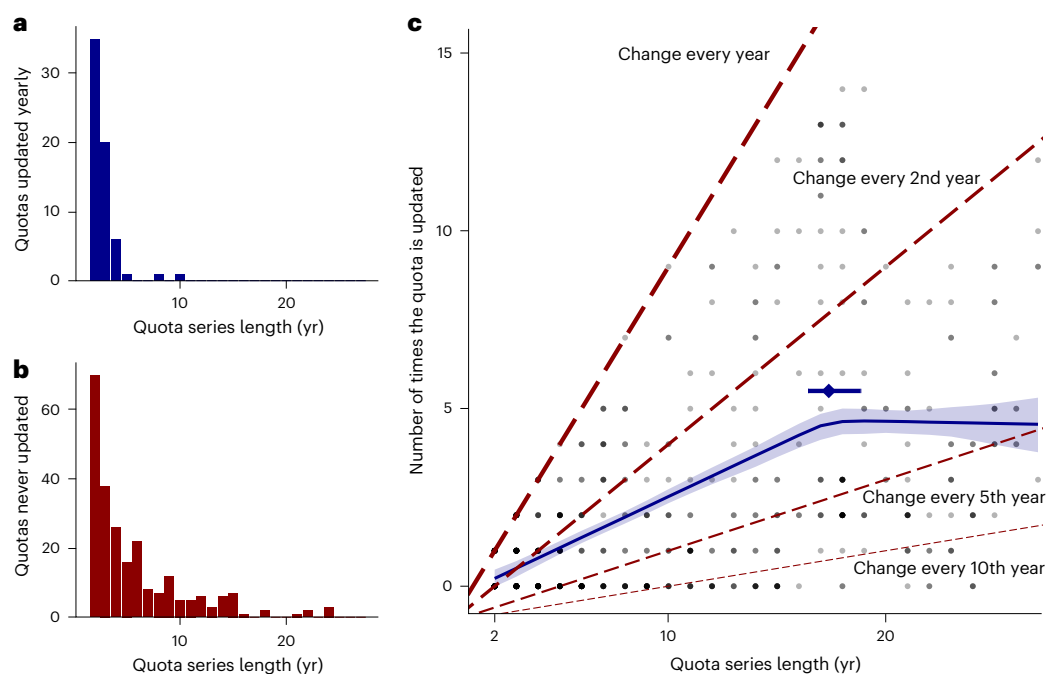 a
Quotas updated yearly
30
20
10
0
10
20
Quota series length (yr)
b
Quotas never updated
60
40
20
0
10
20
Quota series length (yr)
c
Number of times the quota is updated
15
10
5
0
Change every year
Change every 2nd year
Change every 5th year
Change every 10th year
2
10
20
Quota series length (yr)